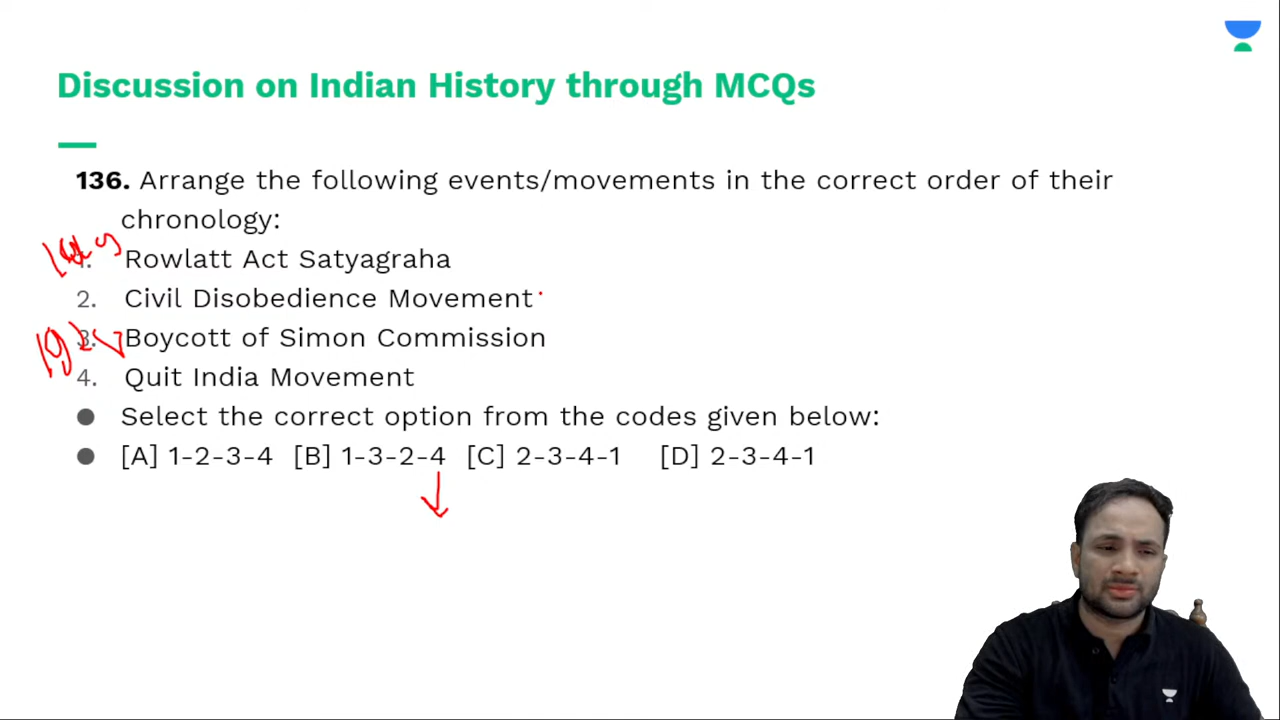 Discussion on Indian History through MCQs
136. Arrange the following events/movements in the correct order of their
chronology:
Rowlatt Act Satyagraha
2. Civil Disobedience Movement
3. Boycott of Simon Commission
4. Quit India Movement
● Select the correct option from the codes given below:
● [A] 1-2-3-4 [B] 1-3-2-4 [C] 2-3-4-1 [D] 2-3-4-1